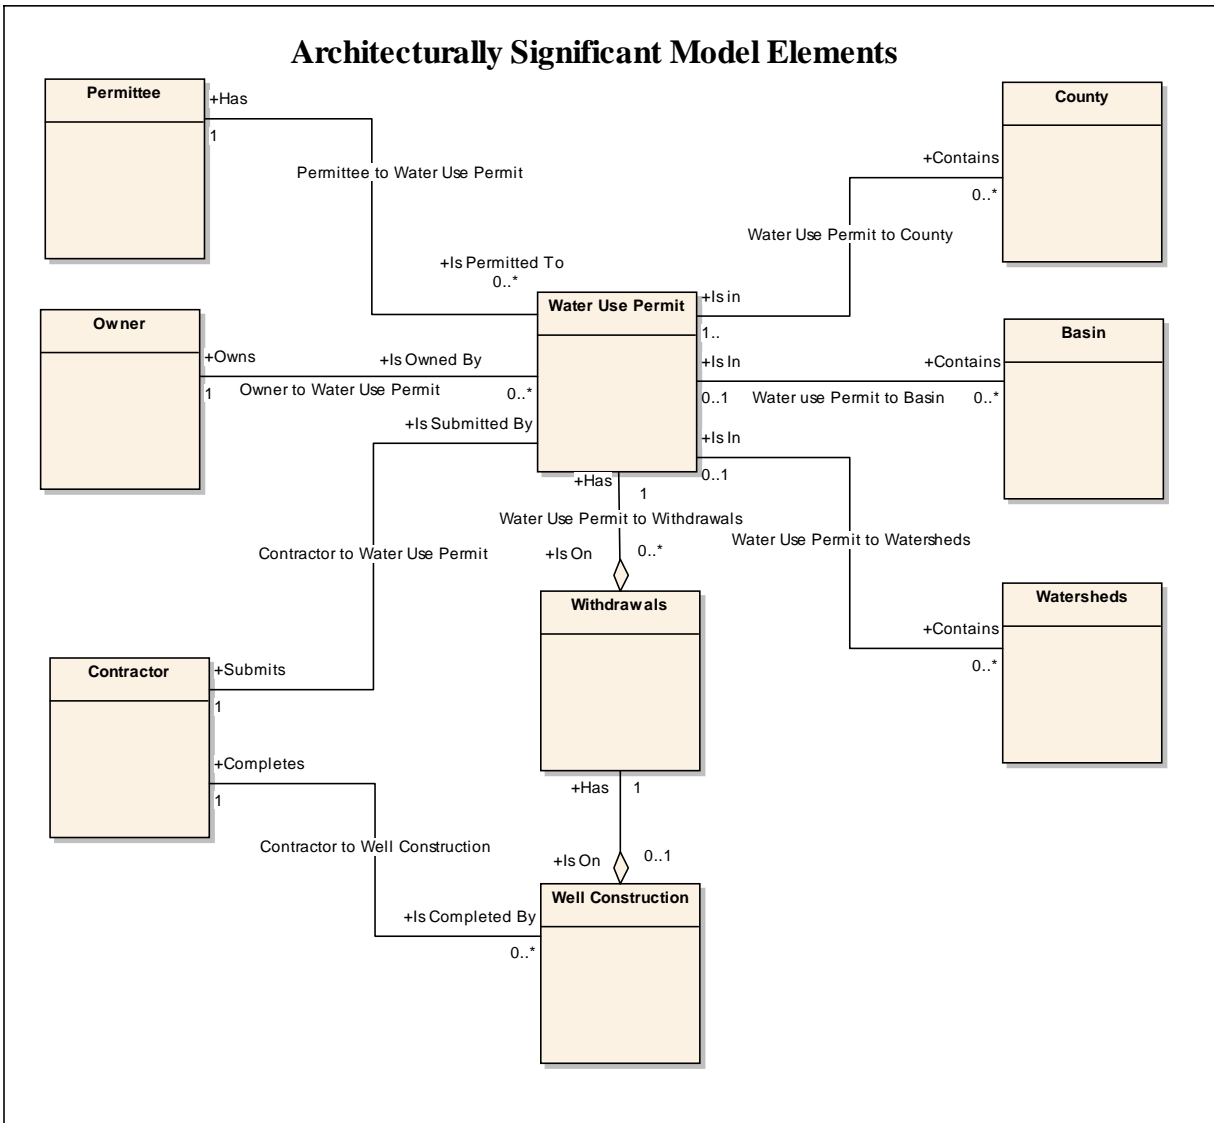 Architecturally Significant Model Elements
Permittee
+Has
1
Permittee to Water Use Permit
+Is Permitted To
0..*
County
+Contains
0..*
Water Use Permit to County
Water Use Permit
+Is in
1..
Owner
+Owns
1
Owner to Water Use Permit
+Is Owned By
0..*
Basin
+Contains
0..*
Water use Permit to Basin
+Is In
0..1
+Is Submitted By
+Is In
0..1
+Has
1
Water Use Permit to Withdrawals
+Is On
0..*
Water Use Permit to Watersheds
Contractor to Water Use Permit
Withdrawals
Watersheds
+Contains
0..*
Contractor
+Submits
1
+Completes
1
Contractor to Well Construction
+Has
1
+Is On
0..1
Well Construction
+Is Completed By
0..*